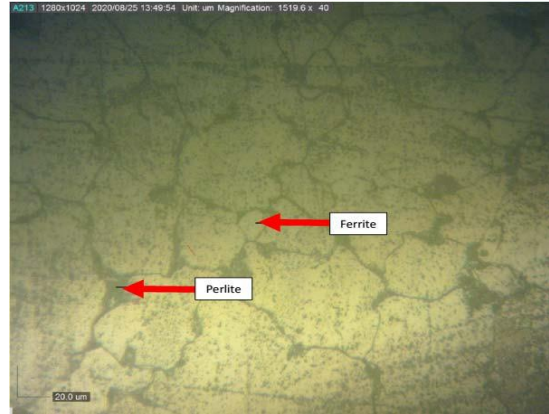 A213 1280x1024 2020/08/25 13:49:54 Unit: um Magnification: 1519.6 x 40
Ferrite
Perlite
20.0 um